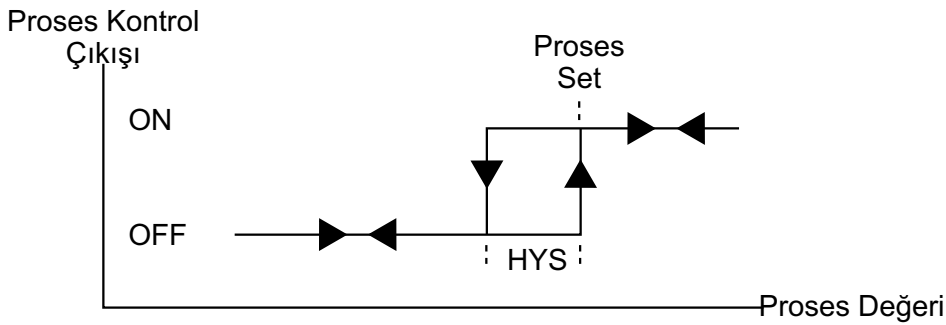 Proses Kontrol
Çıkışı
Proses
Set
ON
OFF
HYS
Proses Değeri